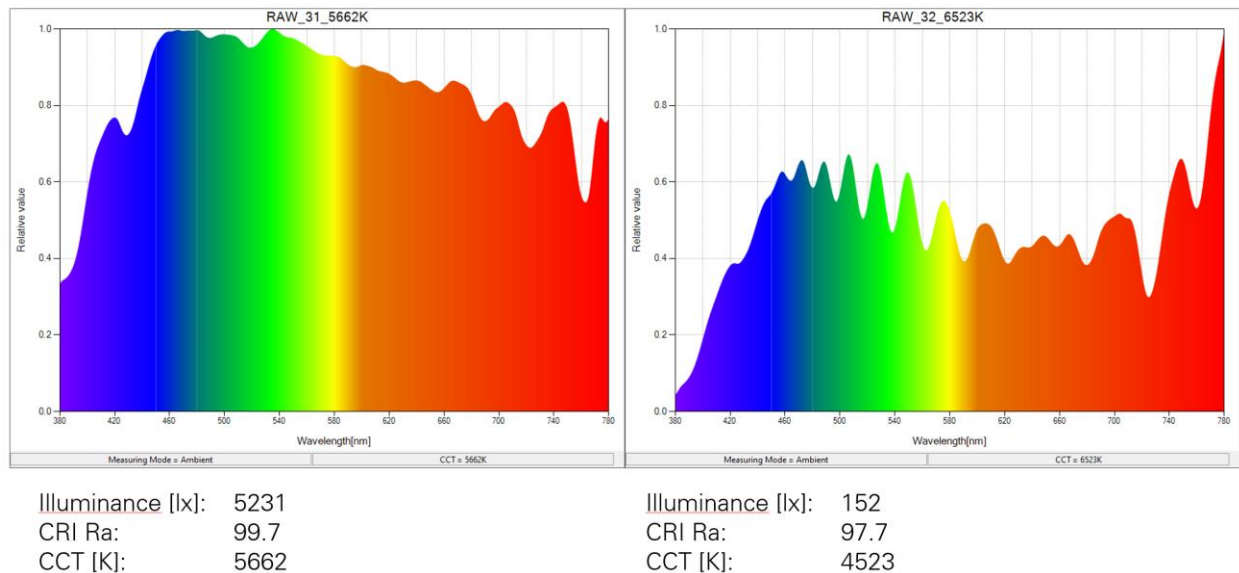 RAW_31_5662K
1.0
0.8
0.6
0.4
0.2
0.0
Relative value
380 420 460 500 540 580 620 660 700 740 780
Wavelength[nm]
Measuring Mode = Ambient CCT = 5662K
Illuminance [lx]: 5231
CRI Ra: 99.7
CCT [K]: 5662
RAW_32_6523K
1.0
0.8
0.6
0.4
0.2
0.0
Relative value
380 420 460 500 540 580 620 660 700 740 780
Wavelength[nm]
Measuring Mode = Ambient CCT = 6523K
Illuminance [lx]: 152
CRI Ra: 97.7
CCT [K]: 4523